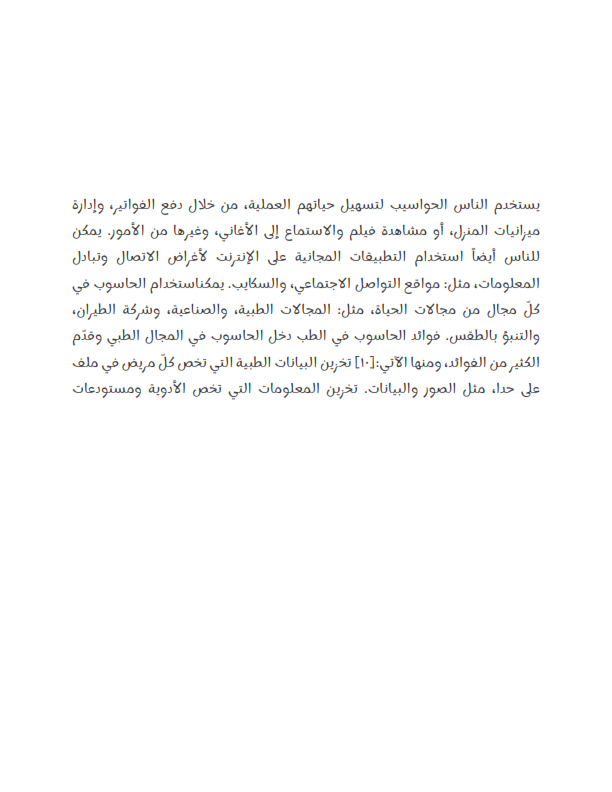 يستخدم الناس الحواسيب لتسهيل حياتهم العملية، من خلال دفع الفواتير، وإدارة
ميزانيات المنزل، أو مشاهدة فيلم والاستماع إلى الأغاني، وغيرها من الأمور. يمكن
للناس أيضاً استخدام التطبيقات المجانية على الإنترنت لأغراض الاتصال وتبادل
المعلومات، مثل: مواقع التواصل الاجتماعي، والسكايب. يمكناستخدام الحاسوب في
كلّ مجال من مجالات الحياة، مثل: المجالات الطبية، والصناعية، وشركة الطيران،
والتنبؤ بالطقس. فوائد الحاسوب في الطب دخل الحاسوب في المجال الطبي وقدّم
الكثير من الفوائد، ومنها الآتي:[١٠] تخزين البيانات الطبية التي تخص كلّ مريض في ملف
على حدا، مثل الصور والبيانات. تخزين المعلومات التي تخص الأدوية ومستودعات